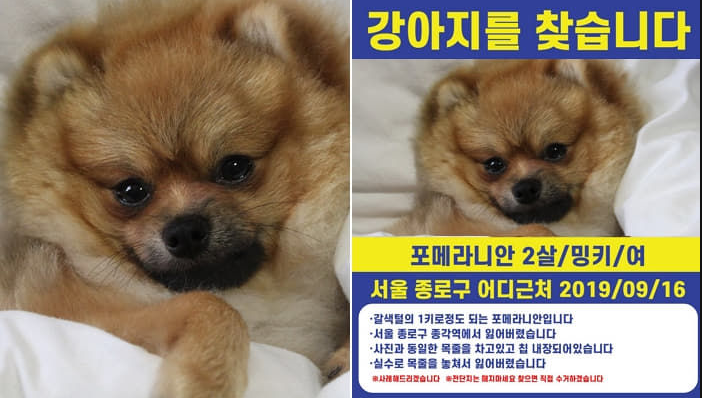 강아지를 찾습니다
포메라니안 2살/밍키/여
서울 종로구 어디근처 2019/09/16
·갈색털의 1키로정도 되는 포메라니안입니다
·서울 종로구 종각역에서 잃어버렸습니다
·사진과 동일한 목줄을 차고있고 칩 내장되어있습니다
·실수로 목줄을 놓쳐서 잃어버렸습니다
※사례해드리겠습니다 ※전단지는 떼지마세요 찾으면 직접 수거하겠습니다